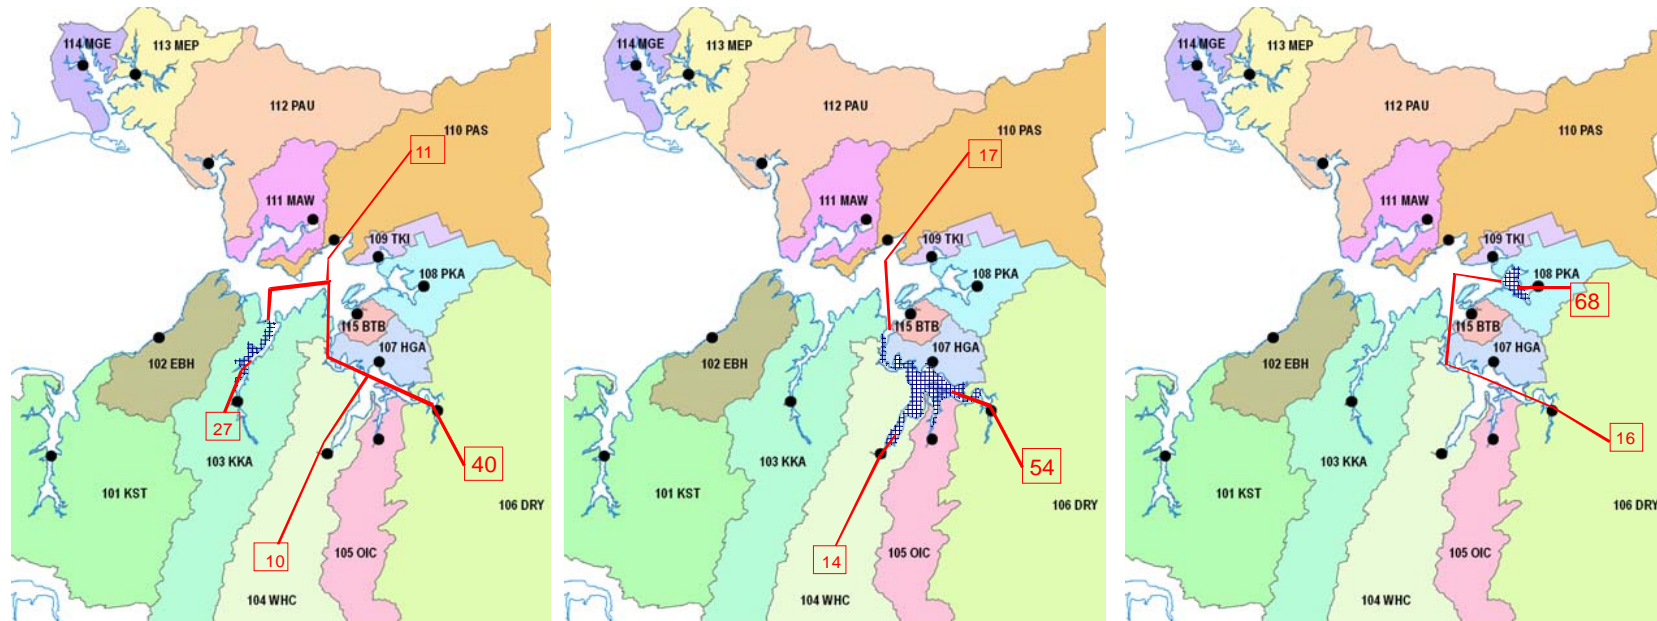 114 MGE
113 MEP
112 PAU
110 PAS
11
111 MAW
109 TKI
108 PKA
115 BTB
107 HGA
102 EBH
27
103 KKA
40
101 KST
106 DRY
10
105 OIC
104 WHC
114 MGE
113 MEP
112 PAU
110 PAS
17
111 MAW
109 TKI
108 PKA
115 BTB
107 HGA
102 EBH
103 KKA
54
101 KST
106 DRY
14
105 OIC
104 WHC
114 MGE
113 MEP
112 PAU
110 PAS
111 MAW
109 TKI
108 PKA
68
115 BTB
107 HGA
102 EBH
16
103 KKA
101 KST
106 DRY
105 OIC
104 WHC